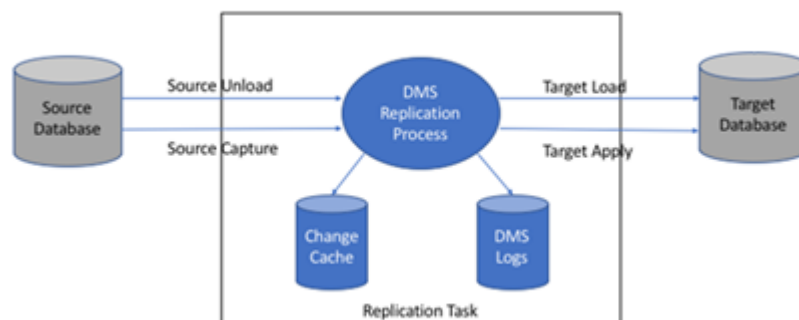 Source
Database
Source Unload
Source Capture
DMS
Replication
Process
Target Load
Target Apply
Target
Database
Change
Cache
DMS
Logs
Replication Task